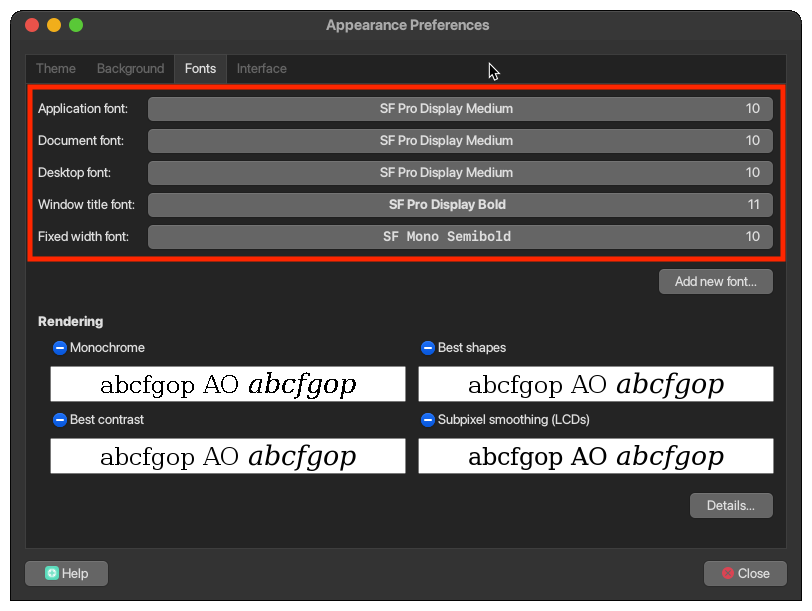 Appearance Preferences
Theme Background Fonts Interface
Application font: SF Pro Display Medium 10
Document font: SF Pro Display Medium 10
Desktop font: SF Pro Display Medium 10
Window title font: SF Pro Display Bold 11
Fixed width font: SF Mono Semibold 10
Add new font...
Rendering
Monochrome Best shapes
abcfgop AO abcfgop abcfgop AO abcfgop
Best contrast Subpixel smoothing (LCDs)
abcfgop AO abcfgop abcfgop AO abcfgop
Details...
Help Close